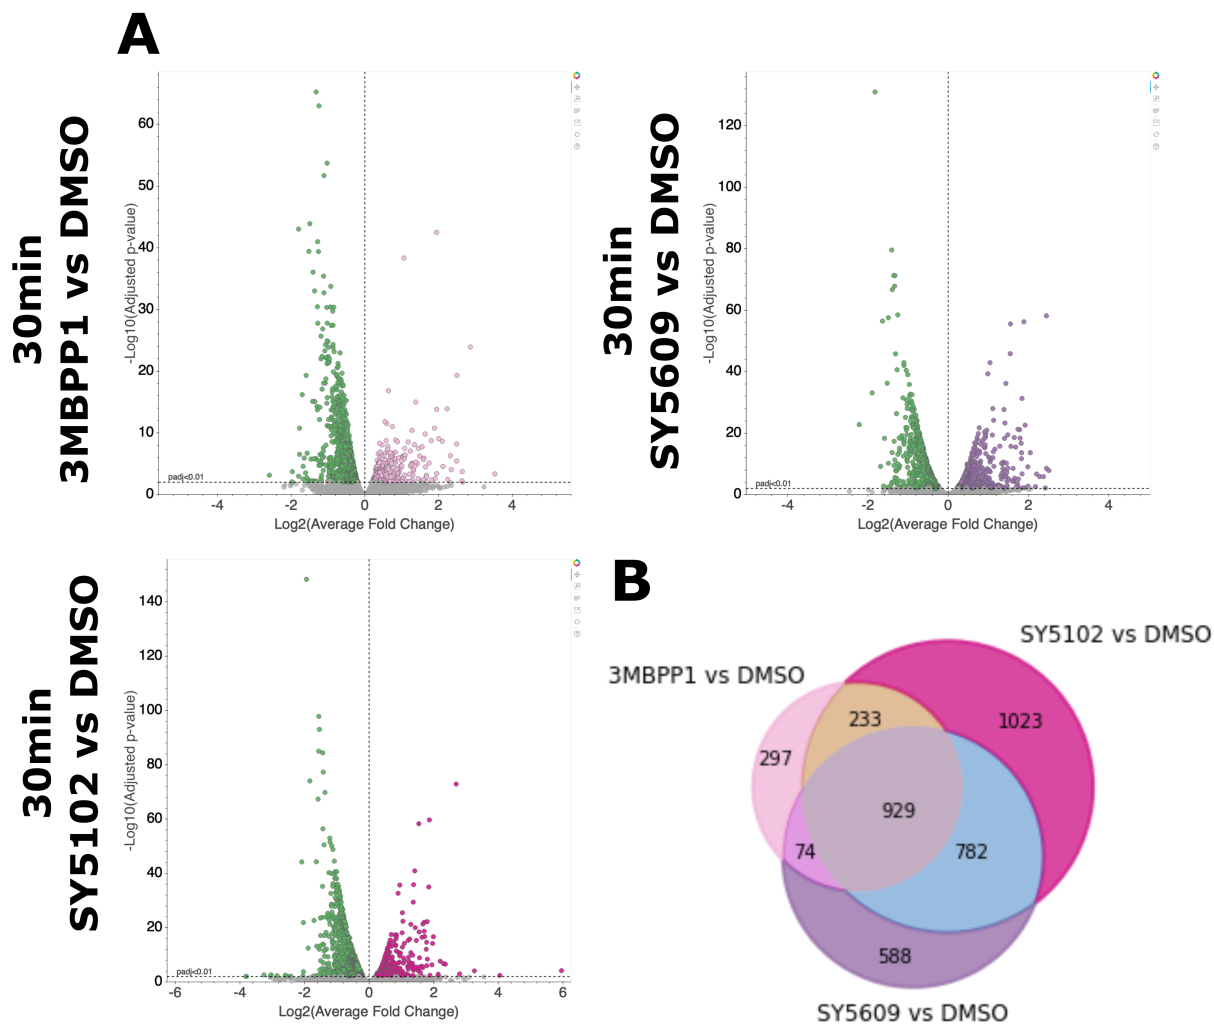 A
30min
3MBPP1 vs DMSO
-Log10(Adjusted p-value)
60
50
40
30
20
10
0
padj<0.01
-4
-2
0
2
4
Log2(Average Fold Change)
30min
SY5609 vs DMSO
-Log10(Adjusted p-value)
120
100
80
60
40
20
0
padj<0.01
-4
-2
0
2
4
Log2(Average Fold Change)
30min
SY5102 vs DMSO
-Log10(Adjusted p-value)
140
120
100
80
60
40
20
0
padj<0.01
-6
-4
-2
0
2
4
6
Log2(Average Fold Change)
B
SY5102 vs DMSO
3MBPP1 vs DMSO
233
1023
297
929
74
782
588
SY5609 vs DMSO